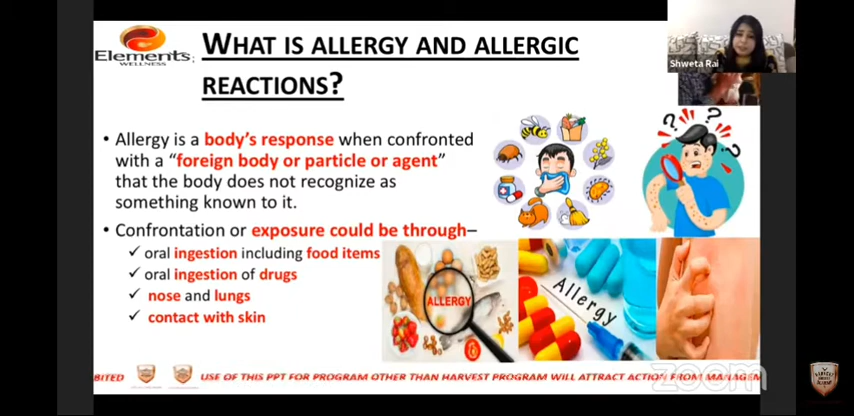 Elements
WELLNESS
WHAT IS ALLERGY AND ALLERGIC
REACTIONS?
Shweta Rai
• Allergy is a body's response when confronted
with a "foreign body or particle or agent"
that the body does not recognize as
something known to it.
• Confrontation or exposure could be through–
✓ oral ingestion including food items
✓ oral ingestion of drugs
✓ nose and lungs
✓ contact with skin
ALLERGY
Allergy
? ? ? ?
zoom
BITED
USE OF THIS PPT FOR PROGRAM OTHER THAN HARVEST PROGRAM WILL ATTRACT ACTION FROM MANAGEM